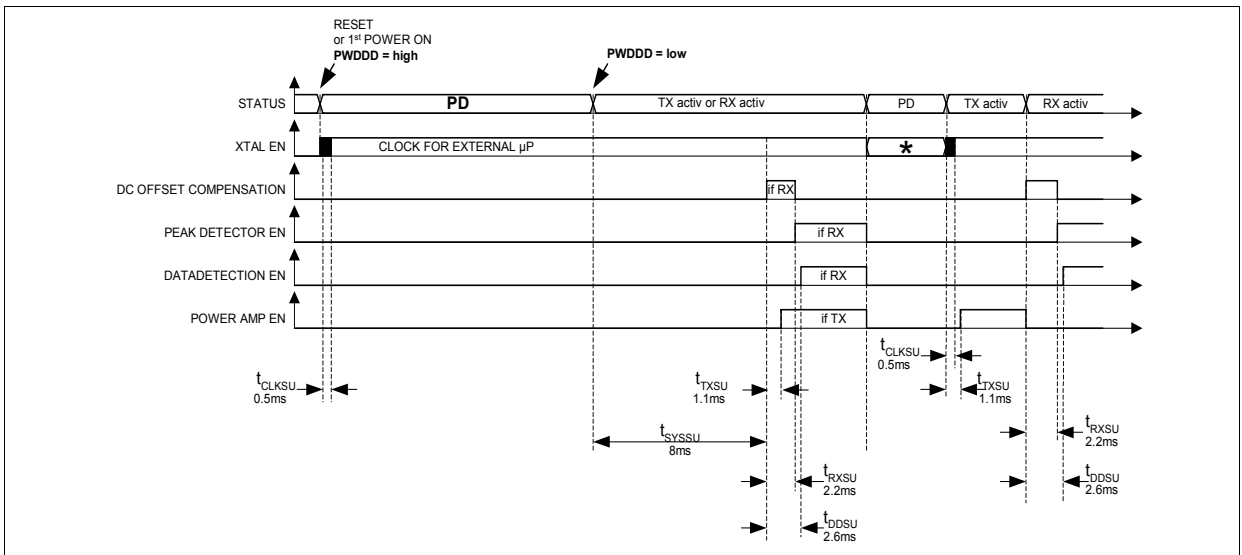 RESET
or 1st POWER ON
PWDDD = high
PWDDD = low
STATUS
PD
TX activ or RX activ
PD
TX activ
RX activ
XTAL EN
CLOCK FOR EXTERNAL µP
*
DC OFFSET COMPENSATION
if RX
PEAK DETECTOR EN
if RX
DATADETECTION EN
if RX
POWER AMP EN
if TX
tCLKSU
0.5ms
tTXSU
1.1ms
tCLKSU
0.5ms
tTXSU
1.1ms
tSYSSU
8ms
tRXSU
2.2ms
tRXSU
2.2ms
tDDSU
2.6ms
tDDSU
2.6ms